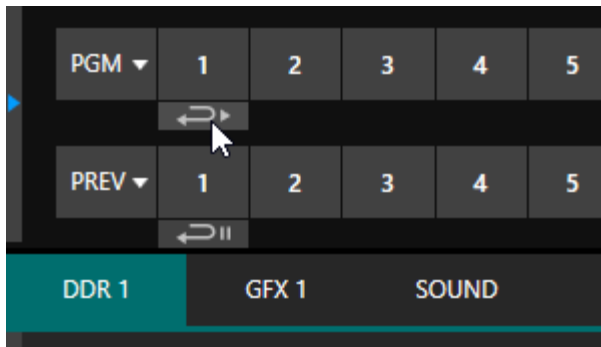 PGM 1 2 3 4 5
PREV 1 2 3 4 5
DDR 1 GFX 1 SOUND